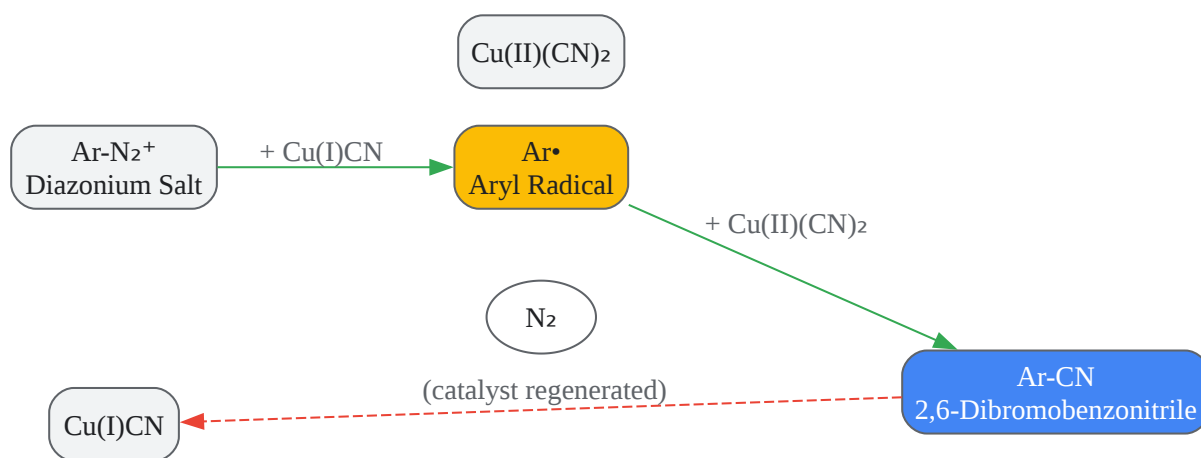 Cu(II)(CN)₂
Ar-N₂⁺
Diazonium Salt
+ Cu(I)CN
Ar•
Aryl Radical
+ Cu(II)(CN)₂
N₂
Ar-CN
2,6-Dibromobenzonitrile
(catalyst regenerated)
Cu(I)CN